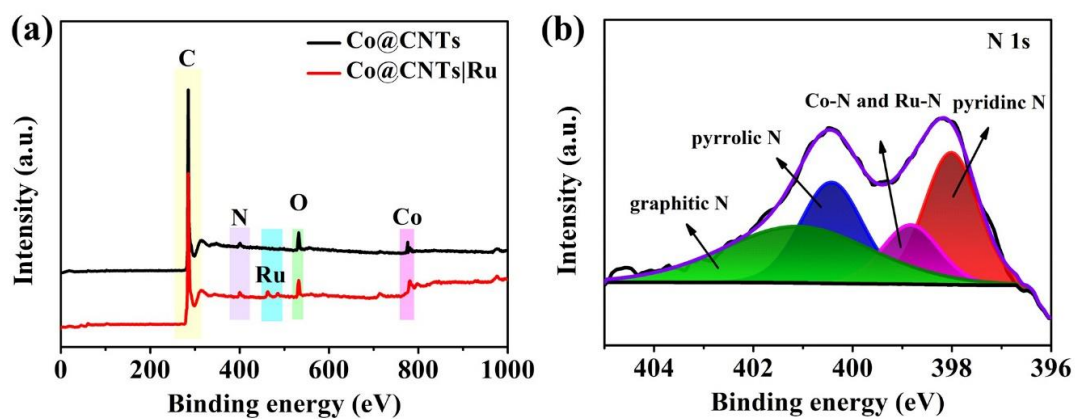 (a)
Co@CNTs
Co@CNTs|Ru
C
N
Ru
O
Co
Intensity (a.u.)
0 200 400 600 800 1000
Binding energy (eV)
(b)
N 1s
Co-N and Ru-N
pyridinc N
pyrrolic N
graphitic N
Intensity (a.u.)
404 402 400 398 396
Binding energy (eV)